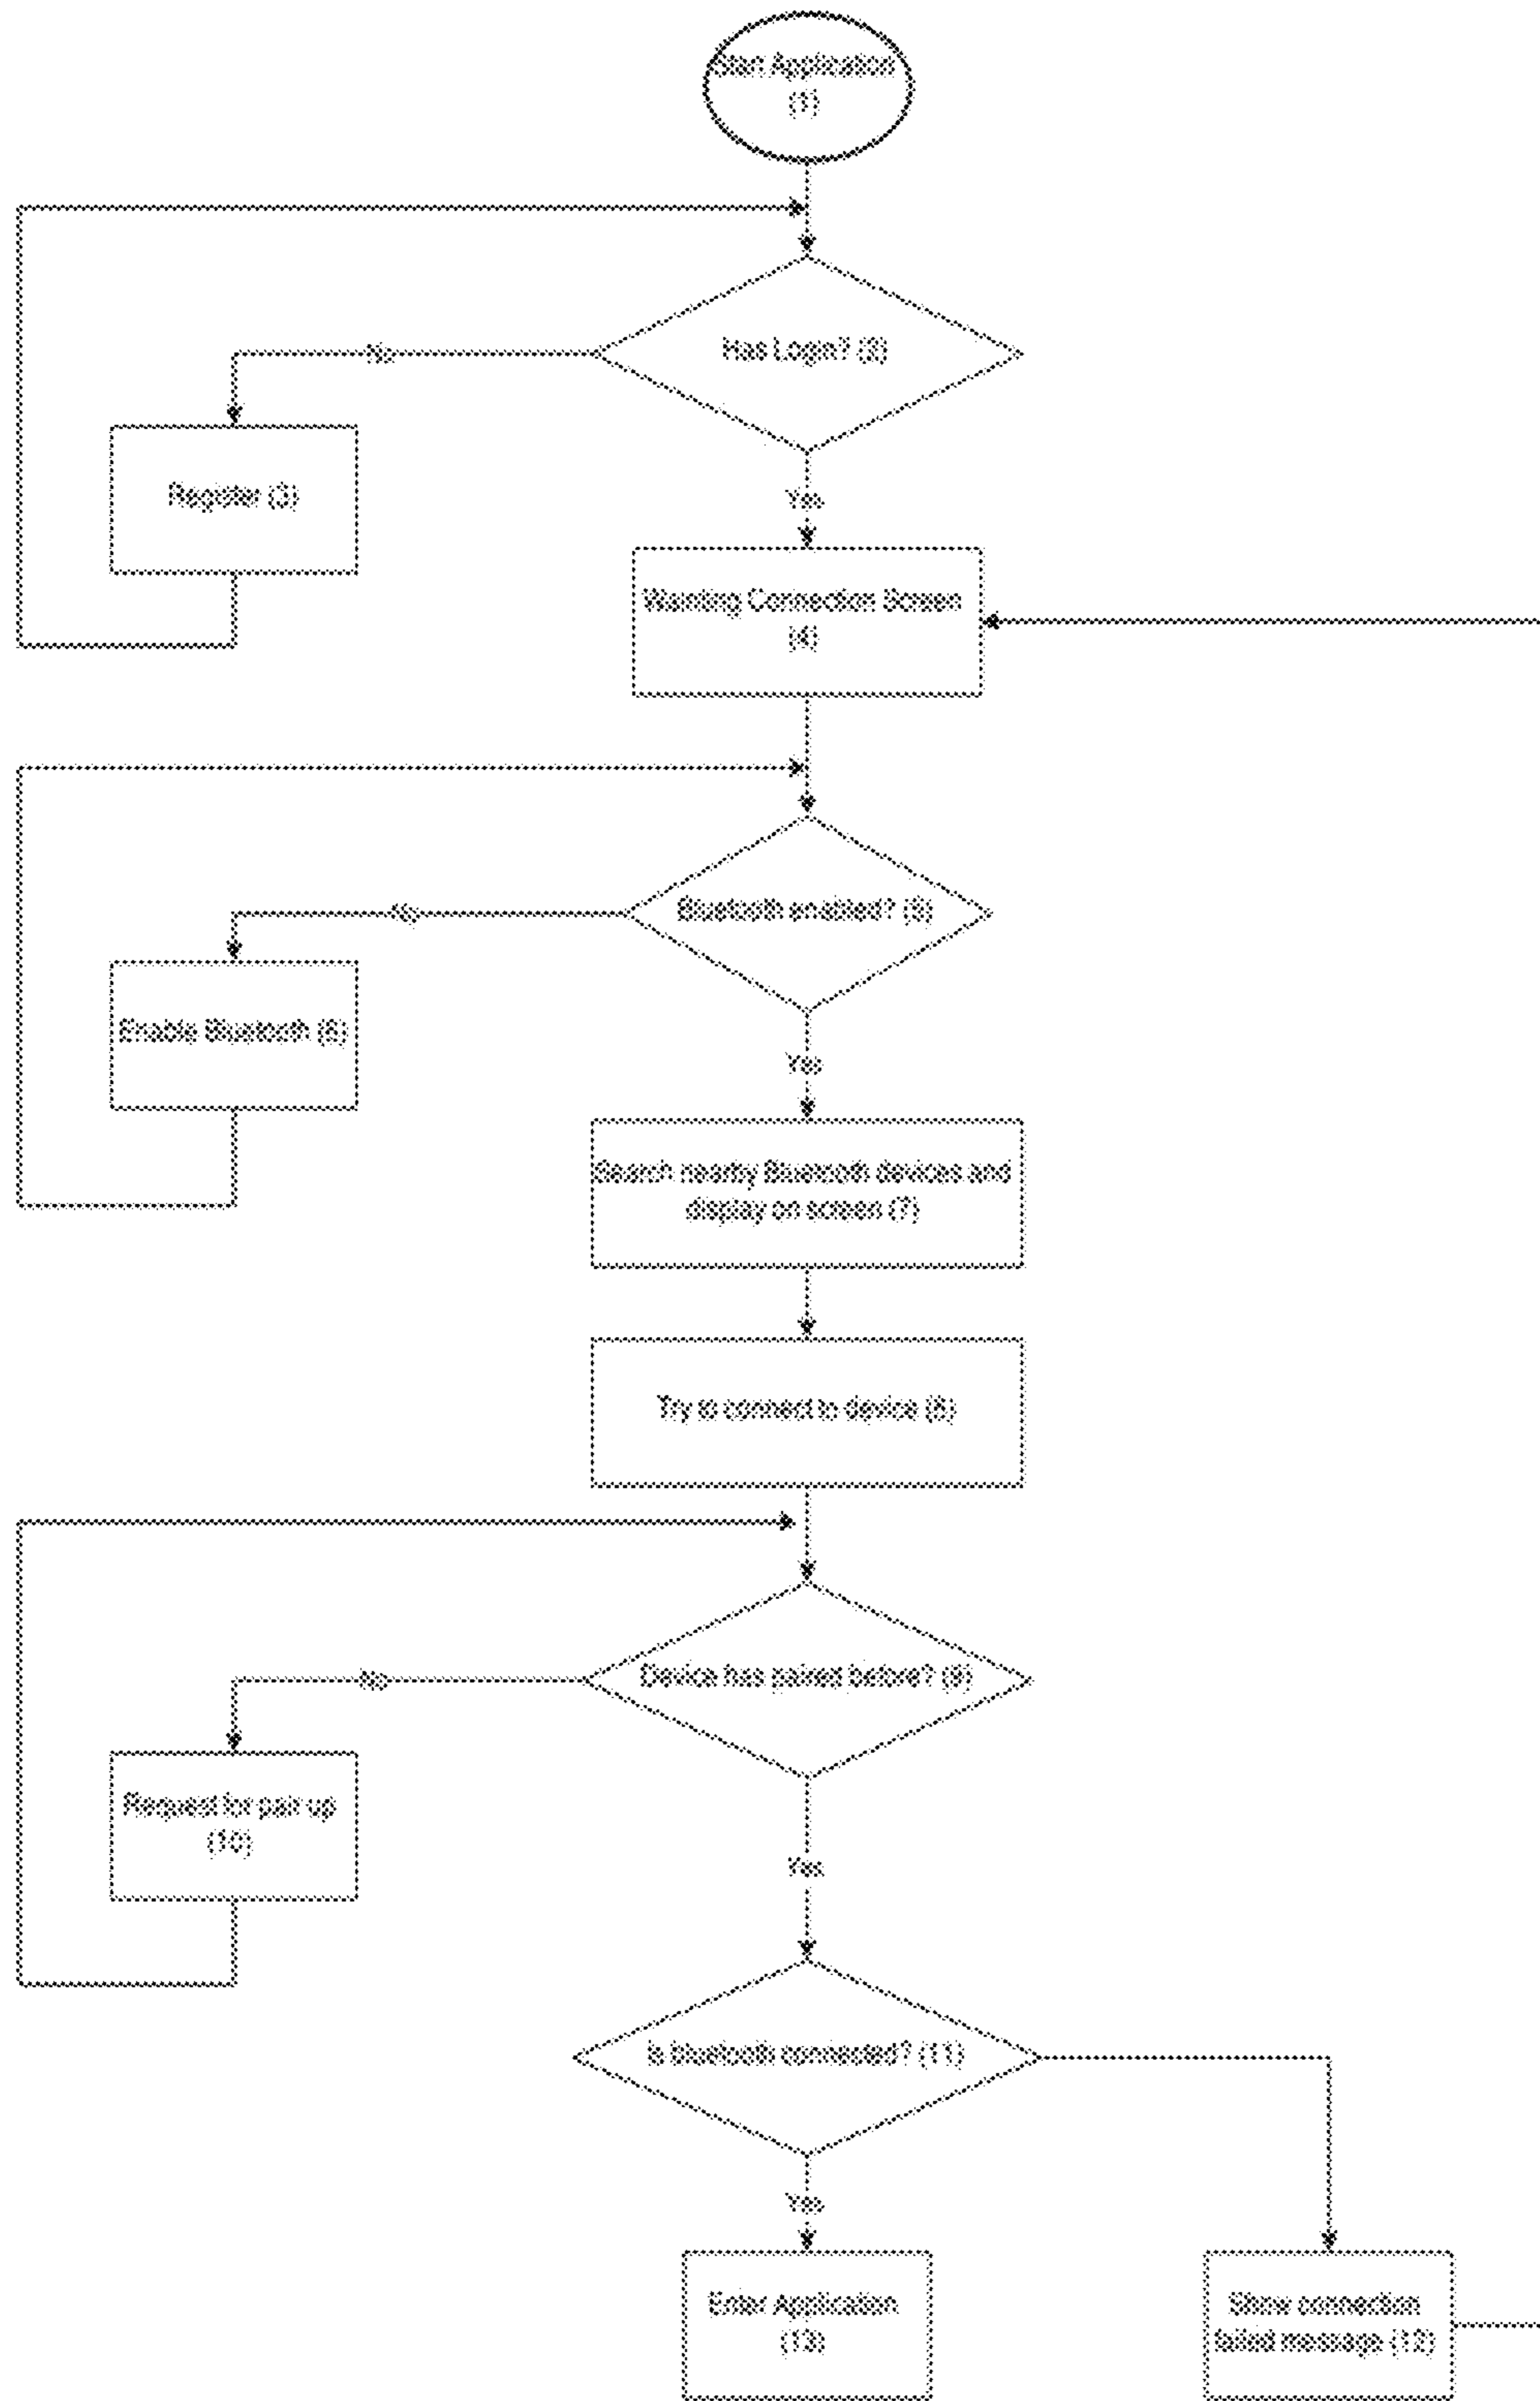 Start Application
(1)
Has Login? (2)
No
Register (3)
Yes
Warning Connection Screen
(4)
Bluetooth enabled? (5)
No
Enable Bluetooth (6)
Yes
Search nearby Bluetooth devices and
display on screen (7)
Try to connect to device (8)
Device has paired before? (9)
No
Request for pair up
(10)
Yes
Is bluetooth connected? (11)
Yes
Enter Application
(13)
Show connection
failed message (12)